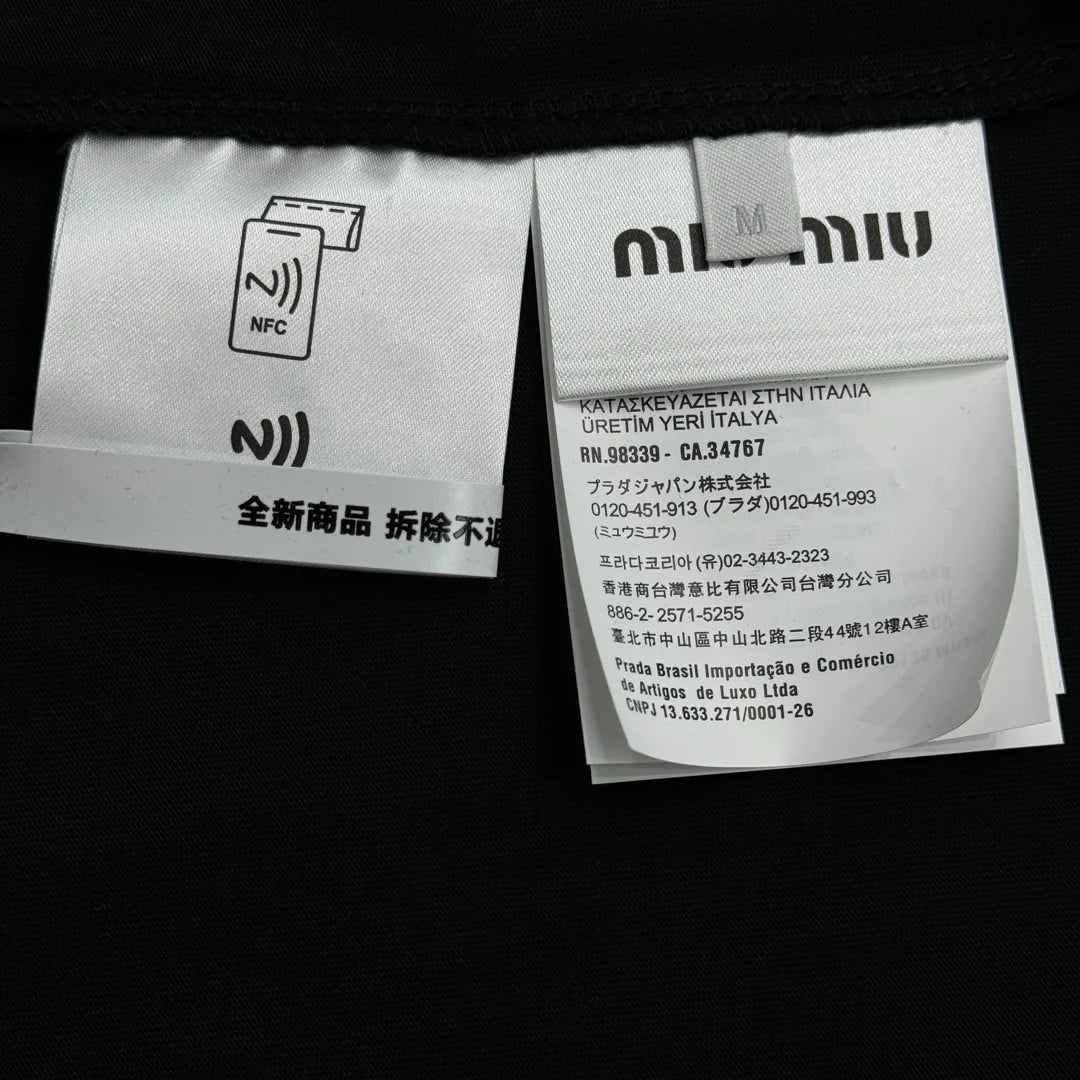 NFC
全新商品 拆除不退
M
miu miu
ΚΑΤΑΣΚΕΥΑΖΕΤΑΙ ΣΤΗΝ ΙΤΑΛΙΑ
ÜRETİM YERİ İTALYA
RN.98339 - CA.34767
プラダジャパン株式会社
0120-451-913 (プラダ)0120-451-993
(ミュウミユウ)
프라다코리아 (유)02-3443-2323
香港商台灣意比有限公司台灣分公司
886-2- 2571-5255
臺北市中山區中山北路二段44號12樓A室
Prada Brasil Importação e Comércio
de Artigos de Luxo Ltda
CNPJ 13.633.271/0001-26